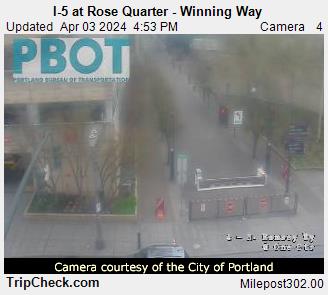 I-5 at Rose Quarter - Winning Way
Updated Apr 03 2024 4:53 PM Camera 4
PBOT
PORTLAND BUREAU OF TRANSPORTATION
Camera courtesy of the City of Portland
TripCheck.com Milepost302.00